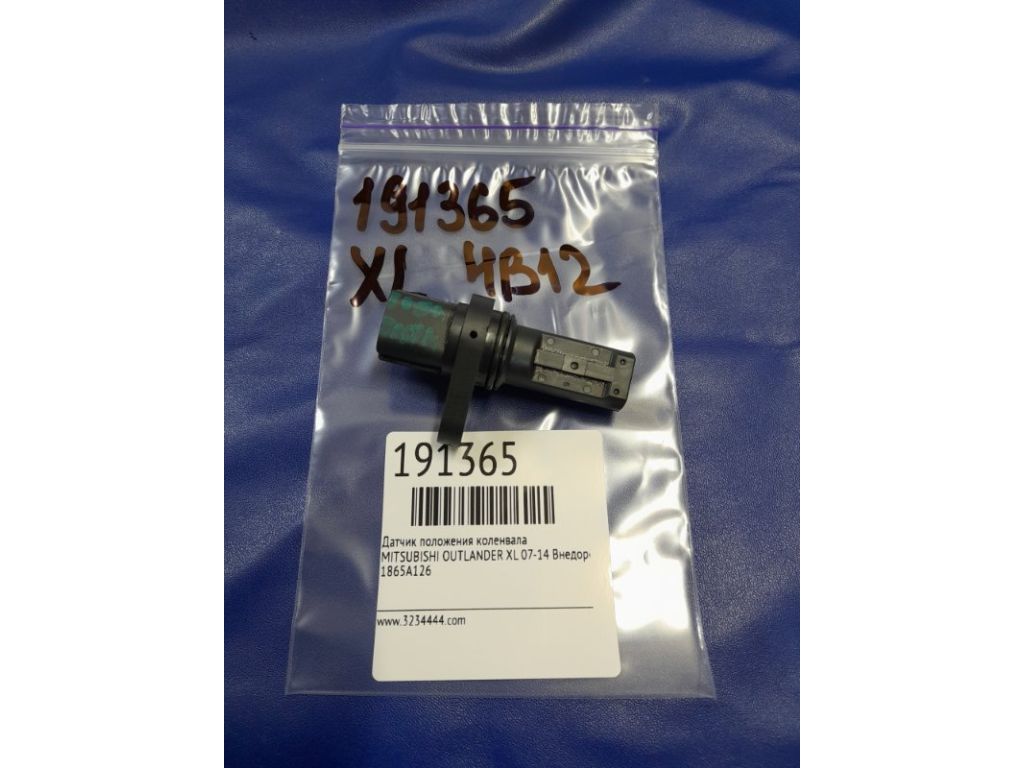 191365
XL 4B12
191365
Датчик положения коленвала
MITSUBISHI OUTLANDER XL 07-14 Внедор
1865A126
www.3234444.com